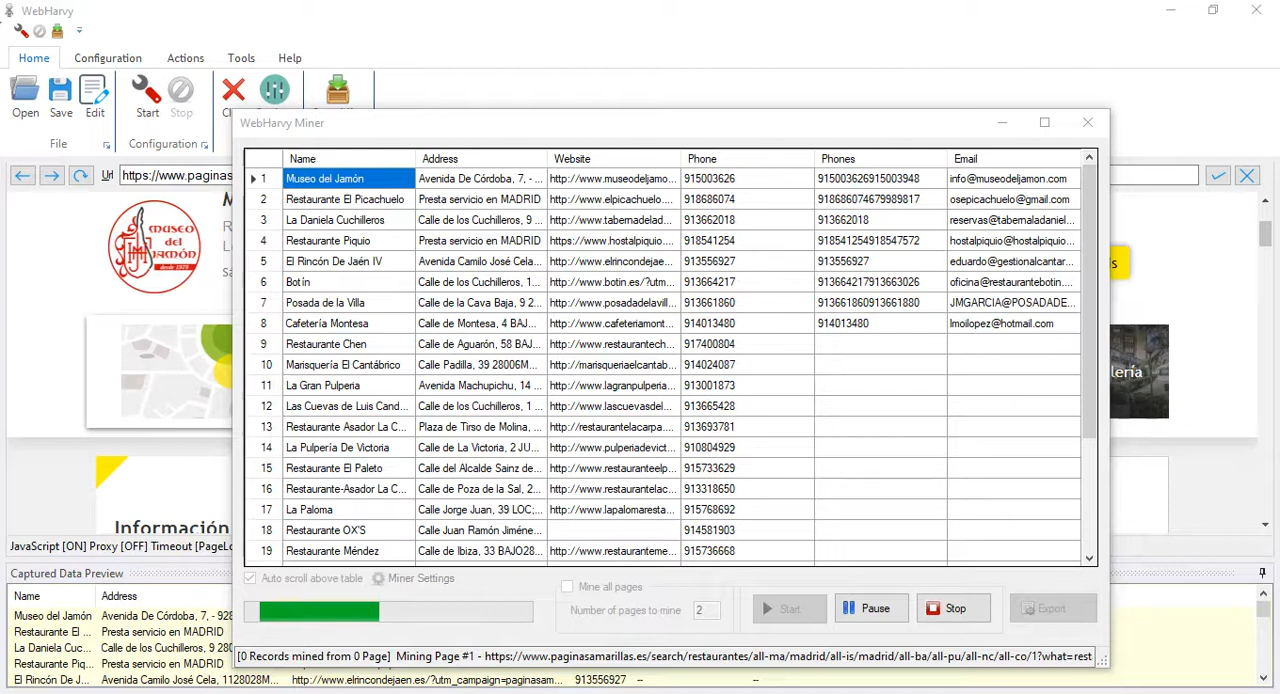 WebHarvy
Home Configuration Actions Tools Help
Open Save Edit Start Stop
File Configuration
WebHarvy Miner
Url https://www.paginas
MUSEO
del
JAMÓN
desde 1979
Name Address Website Phone Phones Email
1 Museo del Jamón Avenida De Córdoba, 7, - ... http://www.museodeljamo... 915003626 915003626915003948 info@museodeljamon.com
2 Restaurante El Picachuelo Presta servicio en MADRID http://www.elpicachuelo.... 918686074 918686074679989817 osepicachuelo@gmail.com
3 La Daniela Cuchilleros Calle de los Cuchilleros, 9 ... http://www.tabernadelad... 913662018 913662018 reservas@tabernaladaniel...
4 Restaurante Piquio Presta servicio en MADRID https://www.hostalpiquio.... 918541254 918541254918547572 hostalpiquio@hostalpiquio...
5 El Rincón De Jaén IV Avenida Camilo José Cela... http://www.elrincondejaen... 913556927 913556927 eduardo@gestionalcantar...
6 Botín Calle de los Cuchilleros, 1... http://www.botin.es/?utm... 913664217 913664217913663026 oficina@restaurantebotin....
7 Posada de la Villa Calle de la Cava Baja, 9 2... http://www.posadadelavill... 913661860 913661860913661880 JMGARCIA@POSADADE...
8 Cafetería Montesa Calle de Montesa, 4 BAJ... http://www.cafeteriamont... 914013480 914013480 lmoilopez@hotmail.com
9 Restaurante Chen Calle de Aguarón, 58 BAJ... http://www.restaurantech... 917400804
10 Marisquería El Cantábrico Calle Padilla, 39 28006M... http://marisqueriaelcantab... 914024087
11 La Gran Pulperia Avenida Machupichu, 14 ... http://www.lagranpulperia... 913001873
12 Las Cuevas de Luis Cand... Calle de los Cuchilleros, 1 ... http://www.lascuevasdel... 913665428
13 Restaurante Asador La C... Plaza de Tirso de Molina, ... http://restaurantelacarpa... 913693781
14 La Pulpería De Victoria Calle de La Victoria, 2 JU... http://www.pulperiadevict... 910804929
15 Restaurante El Paleto Calle del Alcalde Sainz de... http://www.restauranteelp... 915733629
16 Restaurante-Asador La C... Calle de Poza de la Sal, 2... http://www.restaurantelac... 913318650
17 La Paloma Calle Jorge Juan, 39 LOC;... http://www.lapalomaresta... 915768692
18 Restaurante OX'S Calle Juan Ramón Jiméne... 914581903
19 Restaurante Méndez Calle de Ibiza, 33 BAJO28... http://www.restauranteme... 915736668
lería
Información
JavaScript [ON] Proxy [OFF] Timeout [PageLo
Auto scroll above table Miner Settings
Mine all pages
Number of pages to mine 2
Start Pause Stop Export
[0 Records mined from 0 Page] Mining Page #1 - https://www.paginasamarillas.es/search/restaurantes/all-ma/madrid/all-is/madrid/all-ba/all-pu/all-nc/all-co/1?what=rest
Captured Data Preview
Name Address
Museo del Jamón Avenida De Córdoba, 7, - 928
Restaurante El ... Presta servicio en MADRID
La Daniela Cuc... Calle de los Cuchilleros, 9 28
Restaurante Piq... Presta servicio en MADRID
El Rincón De J... Avenida Camilo José Cela, 1128028M... http://www.elrincondejaen.es/?utm_campaign=paginasam... 913556927 -- --